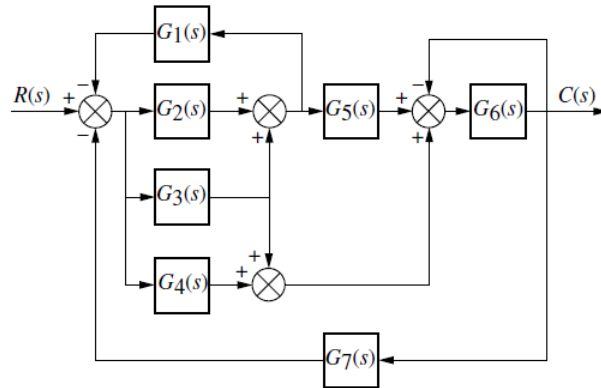 G1(s)
R(s) + − − G2(s) + + G5(s) + − + G6(s) C(s)
G3(s)
G4(s) + +
G7(s)